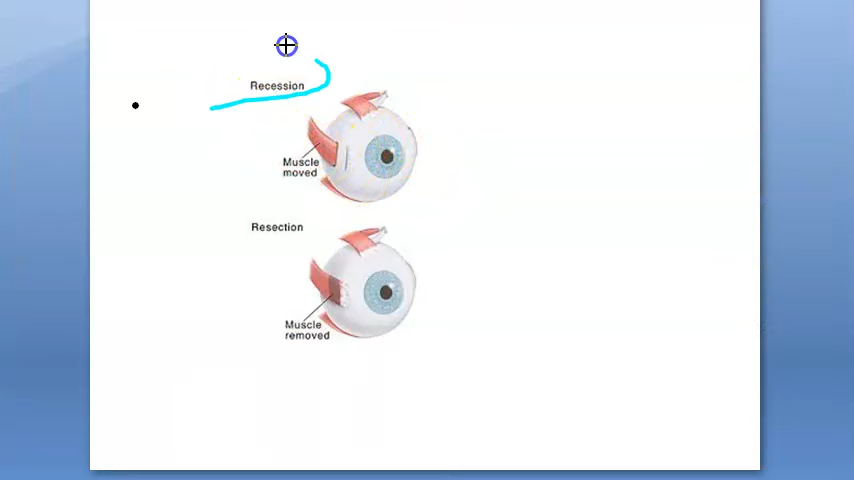 Recession
Muscle
moved
Resection
Muscle
removed